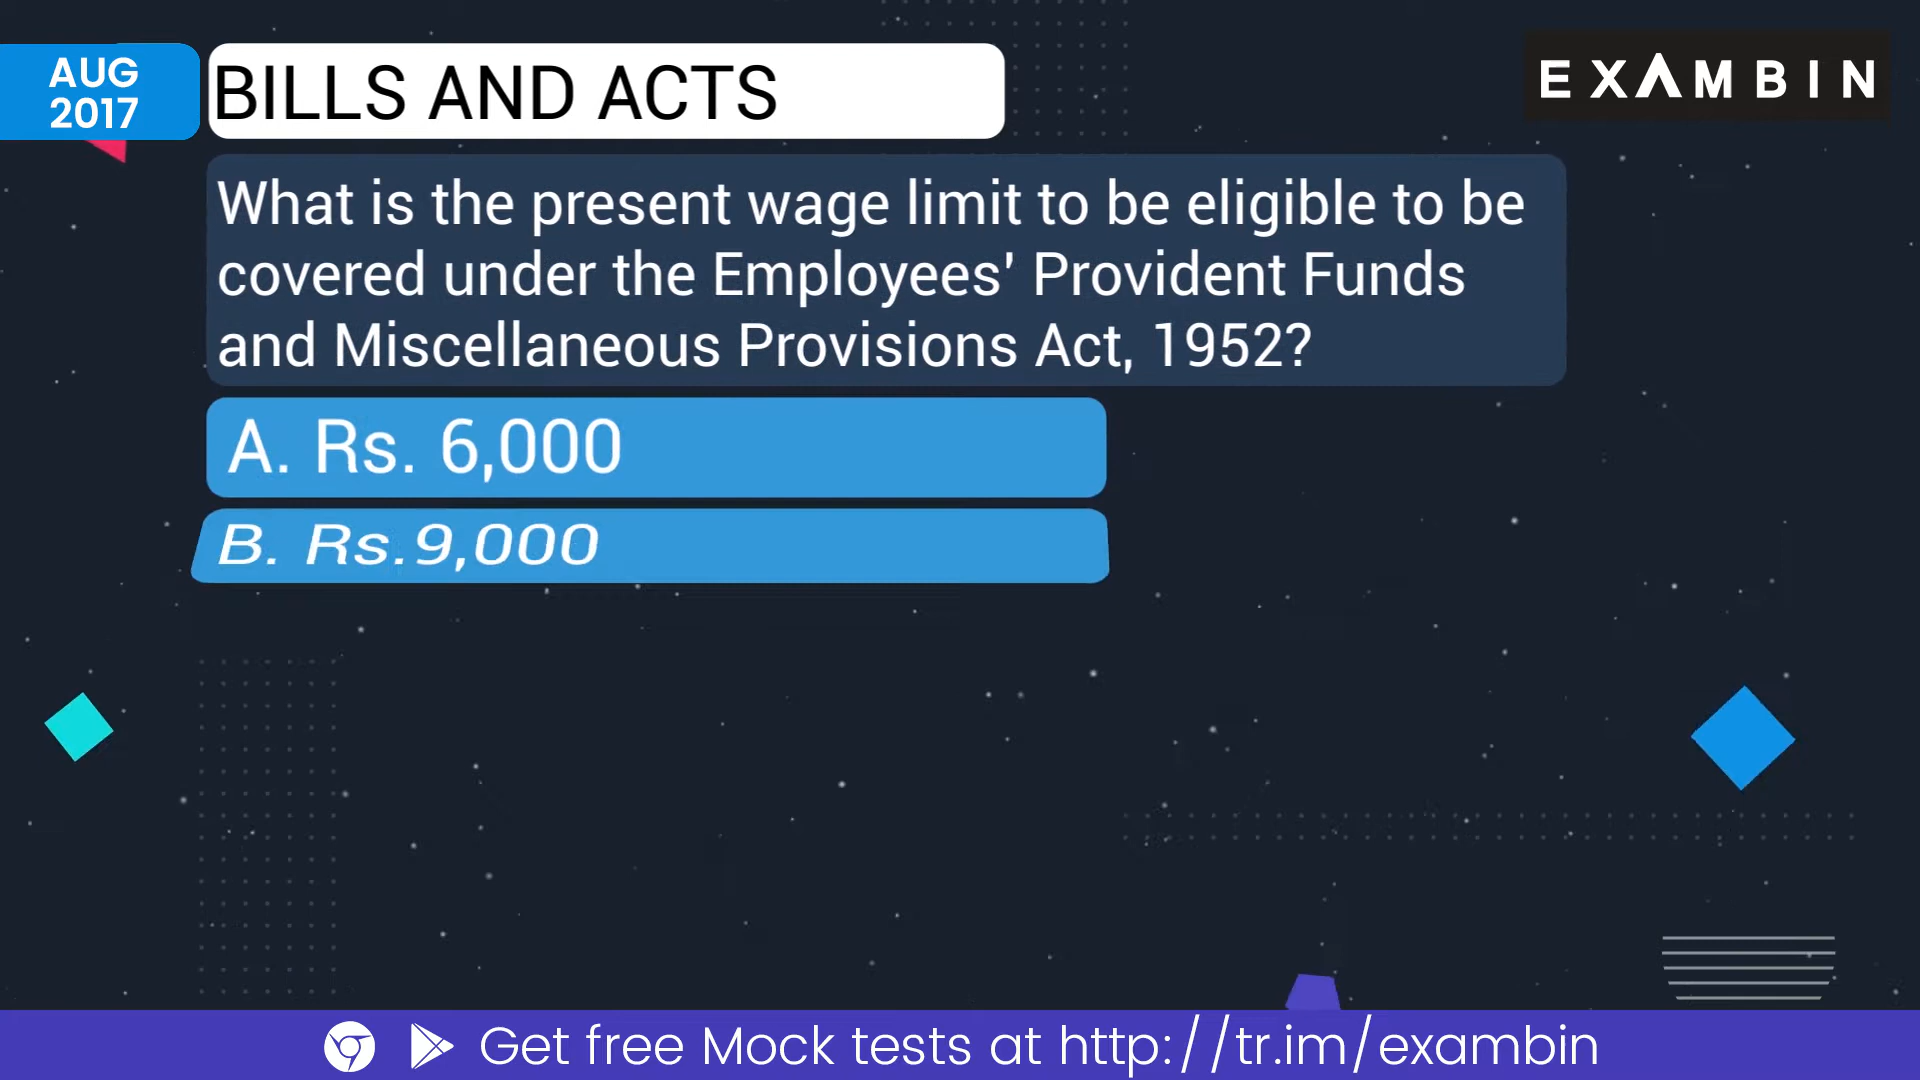 AUG
2017
BILLS AND ACTS
EXAMBIN
What is the present wage limit to be eligible to be
covered under the Employees' Provident Funds
and Miscellaneous Provisions Act, 1952?
A. Rs. 6,000
B. Rs.9,000
Get free Mock tests at http://tr.im/exambin